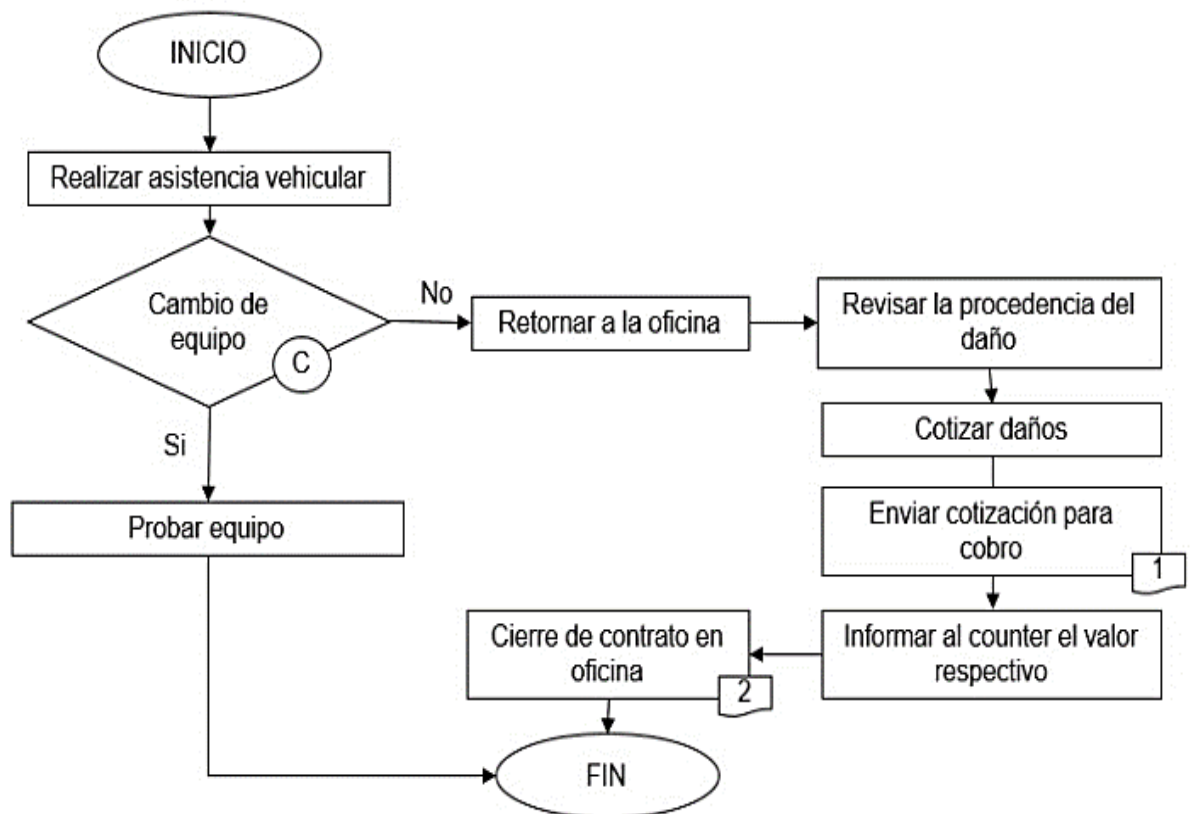 INICIO
Realizar asistencia vehicular
Cambio de
equipo
C
No
Retornar a la oficina
Revisar la procedencia del
daño
Cotizar daños
Si
Probar equipo
Enviar cotización para
cobro
1
Informar al counter el valor
respectivo
Cierre de contrato en
oficina
2
FIN